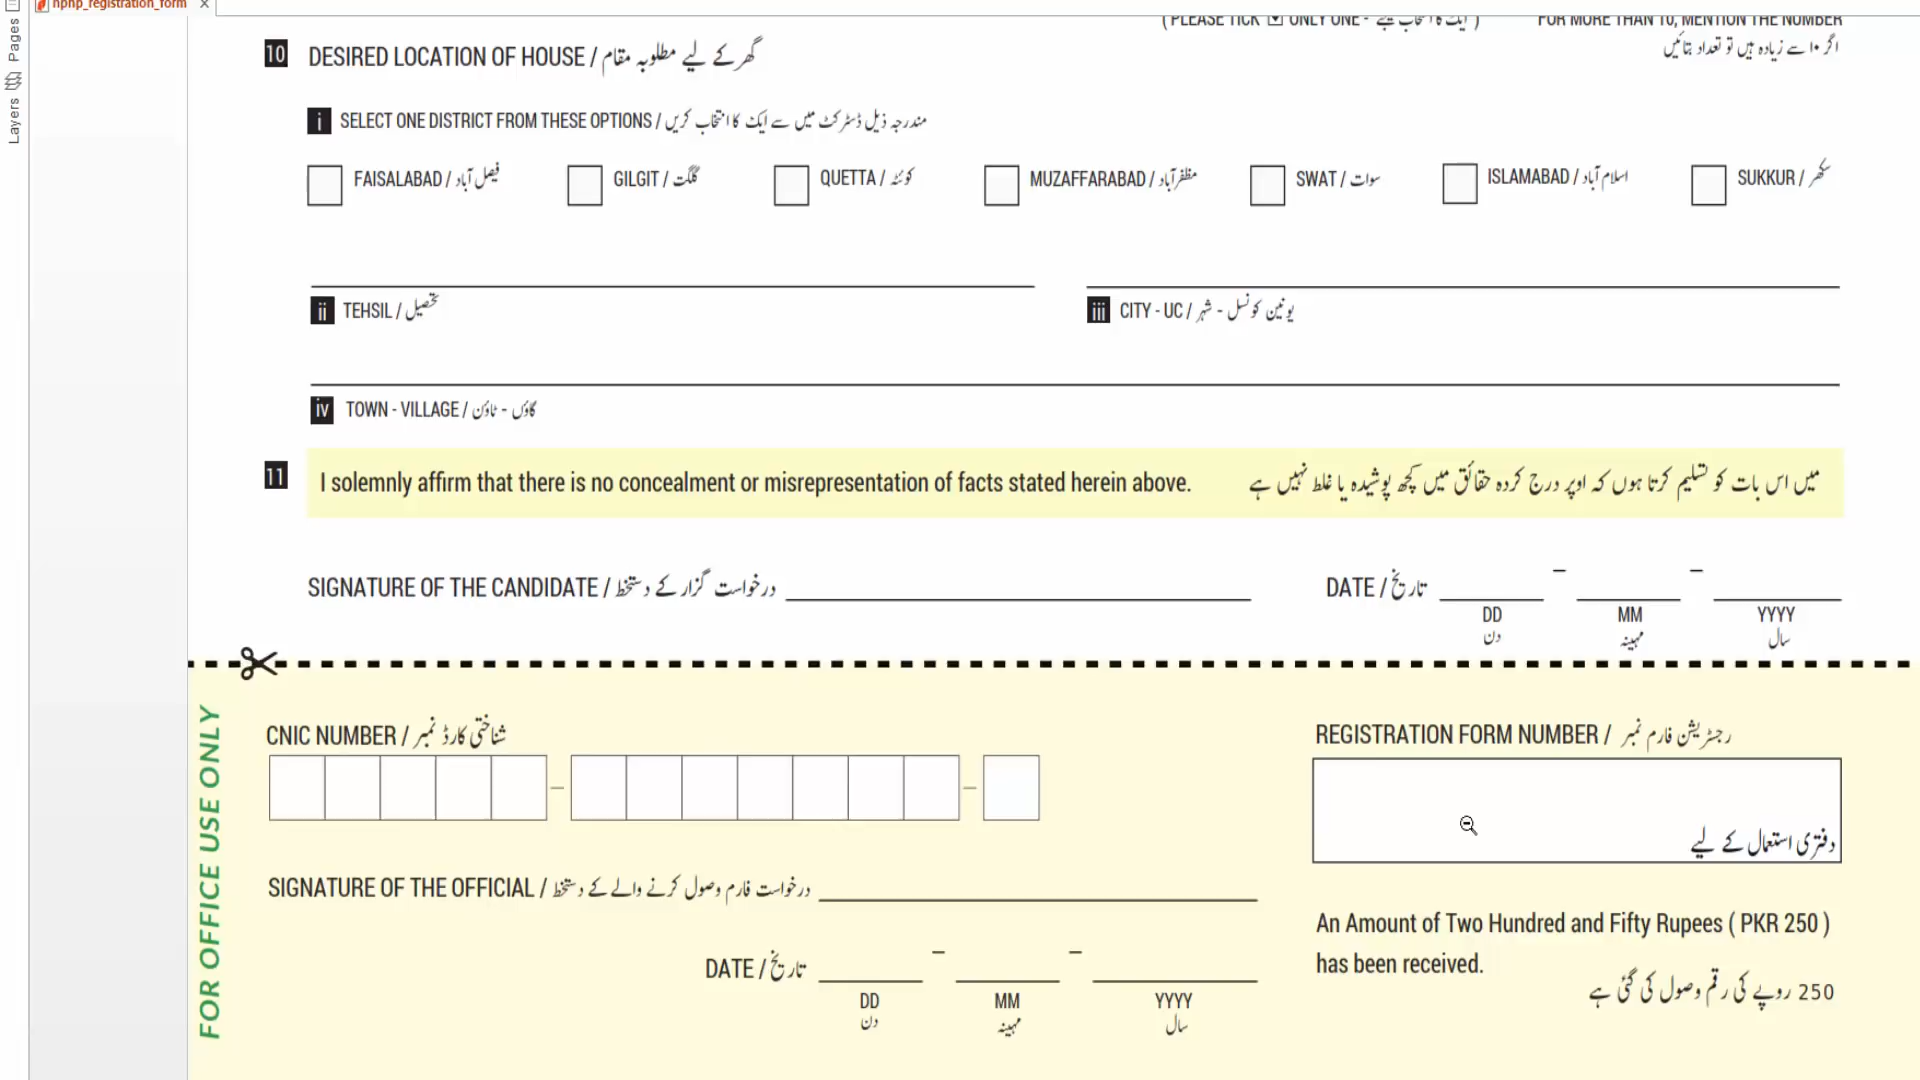 nphp_registration_form
Pages
Layers
( PLEASE TICK ONLY ONE - ایک کا انتخاب کیجیے )
FOR MORE THAN 10, MENTION THE NUMBER
اگر ۱۰ سے زیادہ ہیں تو تعداد بتائیں
10 DESIRED LOCATION OF HOUSE / گھر کے لیے مطلوبہ مقام
i SELECT ONE DISTRICT FROM THESE OPTIONS / مندرجہ ذیل ڈسٹرکٹ میں سے ایک کا انتخاب کریں
FAISALABAD / فیصل آباد GILGIT / گلگت QUETTA / کوئٹہ MUZAFFARABAD / مظفرآباد SWAT / سوات ISLAMABAD / اسلام آباد SUKKUR / سکھر
ii TEHSIL / تحصیل
iii CITY - UC / یونین کونسل - شہر
iv TOWN - VILLAGE / گاؤں - ٹاؤن
11 I solemnly affirm that there is no concealment or misrepresentation of facts stated herein above.
میں اس بات کو تسلیم کرتا ہوں کہ اوپر درج کردہ حقائق میں کچھ پوشیدہ یا غلط نہیں ہے
SIGNATURE OF THE CANDIDATE / درخواست گزار کے دستخط
DATE / تاریخ – –
DD MM YYYY
دن مہینہ سال
FOR OFFICE USE ONLY
CNIC NUMBER / شناختی کارڈ نمبر
REGISTRATION FORM NUMBER / رجسٹریشن فارم نمبر
دفتری استعمال کے لیے
SIGNATURE OF THE OFFICIAL / درخواست فارم وصول کرنے والے کے دستخط
An Amount of Two Hundred and Fifty Rupees ( PKR 250 )
has been received.
250 روپے کی رقم وصول کی گئی ہے
DATE / تاریخ – –
DD MM YYYY
دن مہینہ سال